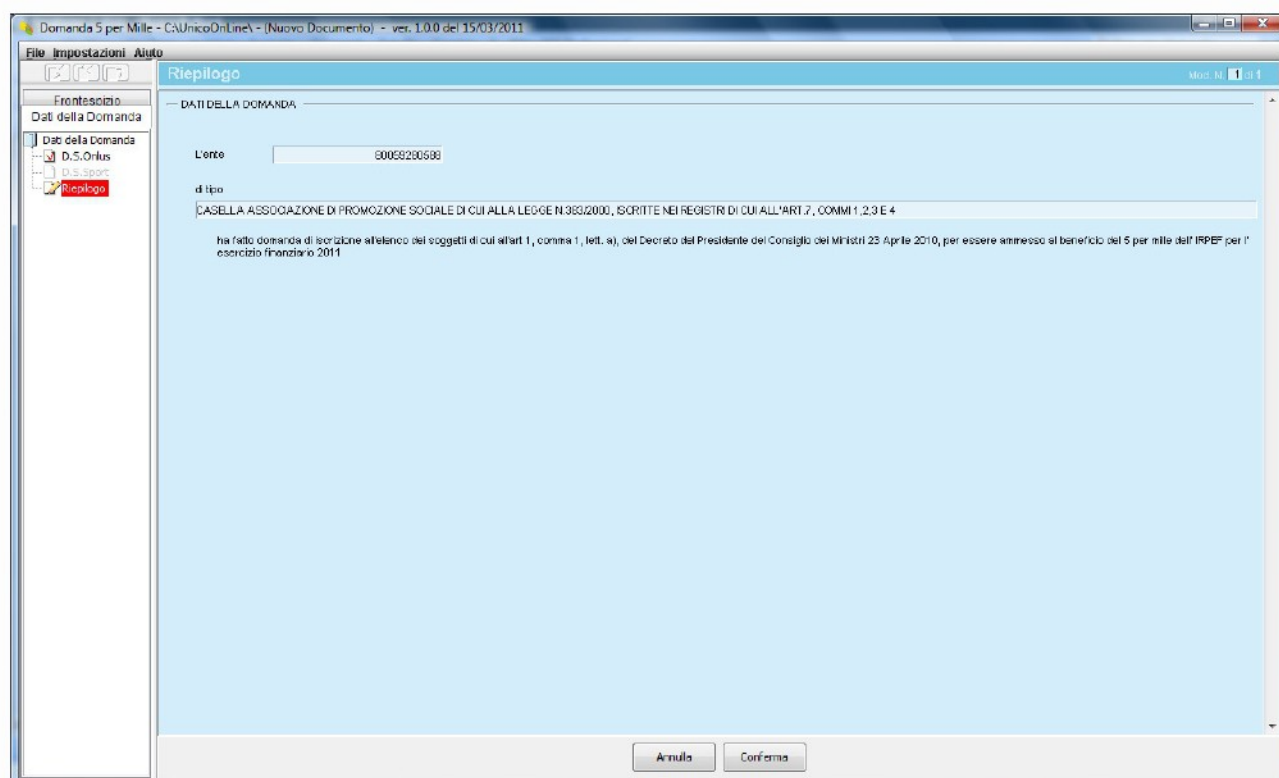 Domanda 5 per Mille - C:\UnicoOnLine\ - (Nuovo Documento) - ver. 1.0.0 del 15/03/2011
File Impostazioni Aiuto
Riepilogo
Mod. N. 1 di 1
Frontespizio
Dati della Domanda
DATI DELLA DOMANDA
Dati della Domanda
D.S.Onlus
D.S.Sport
Riepilogo
L'ente 80059280588
di tipo
CASELLA ASSOCIAZIONE DI PROMOZIONE SOCIALE DI CUI ALLA LEGGE N.383/2000, ISCRITTE NEI REGISTRI DI CUI ALL'ART.7, COMMI 1,2,3 E 4
ha fatto domanda di iscrizione all'elenco dei soggetti di cui all'art 1, comma 1, lett. a), del Decreto del Presidente del Consiglio dei Ministri 23 Aprile 2010, per essere ammesso al beneficio del 5 per mille dell' IRPEF per l'
esercizio finanziario 2011
Annulla Conferma